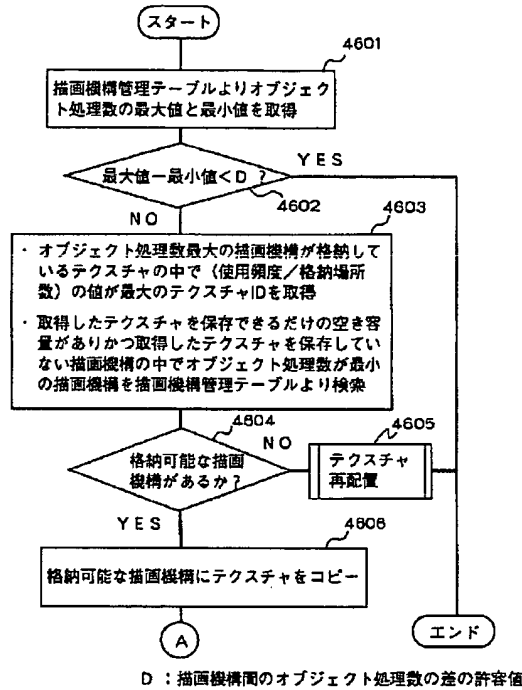 スタート
4601
描画機構管理テーブルよりオブジェク
ト処理数の最大値と最小値を取得
最大値－最小値＜D ？
YES
4602
NO
4603
・ オブジェクト処理数最大の描画機構が格納して
いるテクスチャの中で（使用頻度／格納場所
数）の値が最大のテクスチャIDを取得
・ 取得したテクスチャを保存できるだけの空き容
量がありかつ取得したテクスチャを保存してい
ない描画機構の中でオブジェクト処理数が最小
の描画機構を描画機構管理テーブルより検索
4604
NO
4605
格納可能な描画
機構があるか？
テクスチャ
再配置
YES
4606
格納可能な描画機構にテクスチャをコピー
A
エンド
D ：描画機構間のオブジェクト処理数の差の許容値